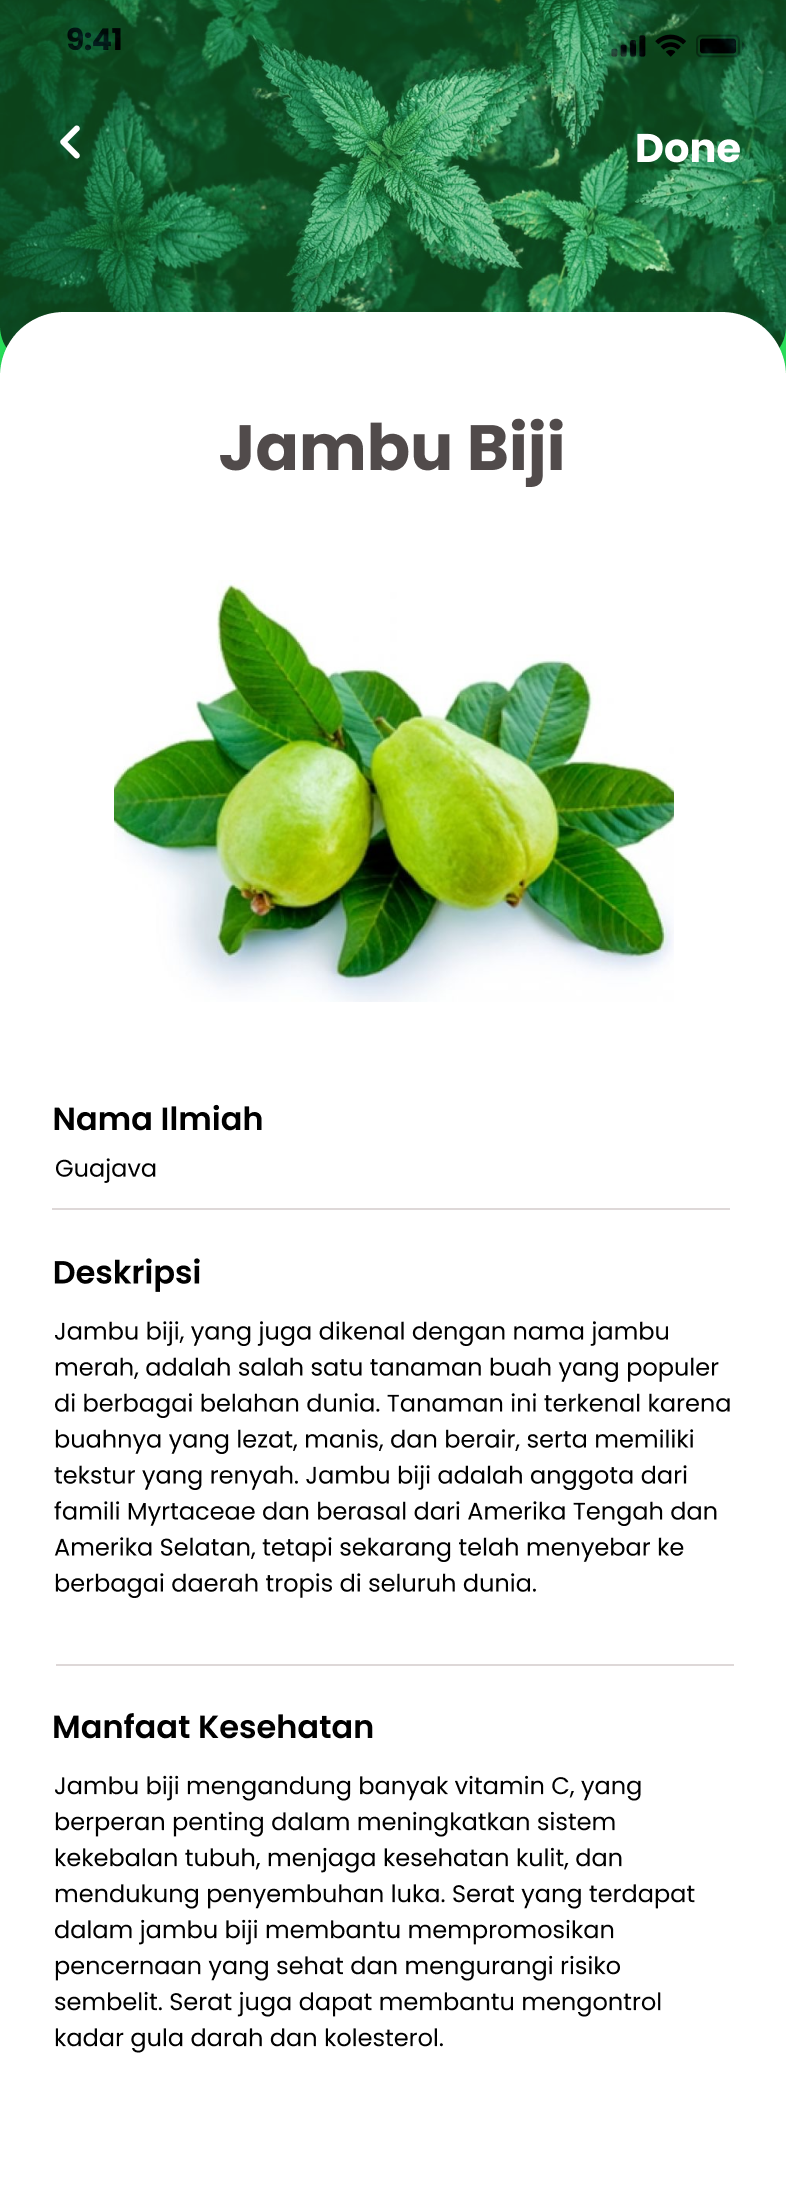 9:41
Done
Jambu Biji
Nama Ilmiah
Guajava
Deskripsi
Jambu biji, yang juga dikenal dengan nama jambu
merah, adalah salah satu tanaman buah yang populer
di berbagai belahan dunia. Tanaman ini terkenal karena
buahnya yang lezat, manis, dan berair, serta memiliki
tekstur yang renyah. Jambu biji adalah anggota dari
famili Myrtaceae dan berasal dari Amerika Tengah dan
Amerika Selatan, tetapi sekarang telah menyebar ke
berbagai daerah tropis di seluruh dunia.
Manfaat Kesehatan
Jambu biji mengandung banyak vitamin C, yang
berperan penting dalam meningkatkan sistem
kekebalan tubuh, menjaga kesehatan kulit, dan
mendukung penyembuhan luka. Serat yang terdapat
dalam jambu biji membantu mempromosikan
pencernaan yang sehat dan mengurangi risiko
sembelit. Serat juga dapat membantu mengontrol
kadar gula darah dan kolesterol.